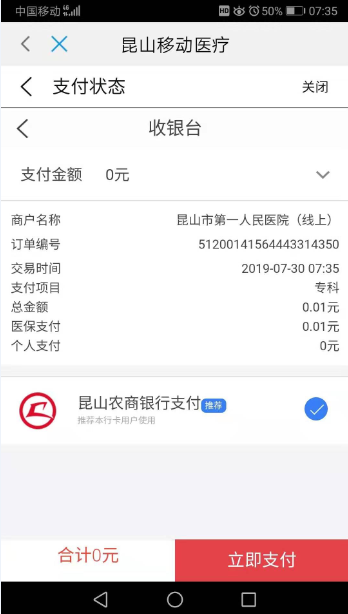 中国移动 HD 50% 07:35
昆山移动医疗
支付状态 关闭
收银台
支付金额 0元
商户名称 昆山市第一人民医院（线上）
订单编号 51200141564443314350
交易时间 2019-07-30 07:35
支付项目 专科
总金额 0.01元
医保支付 0.01元
个人支付 0元
昆山农商银行支付 推荐
推荐本行卡用户使用
合计0元 立即支付